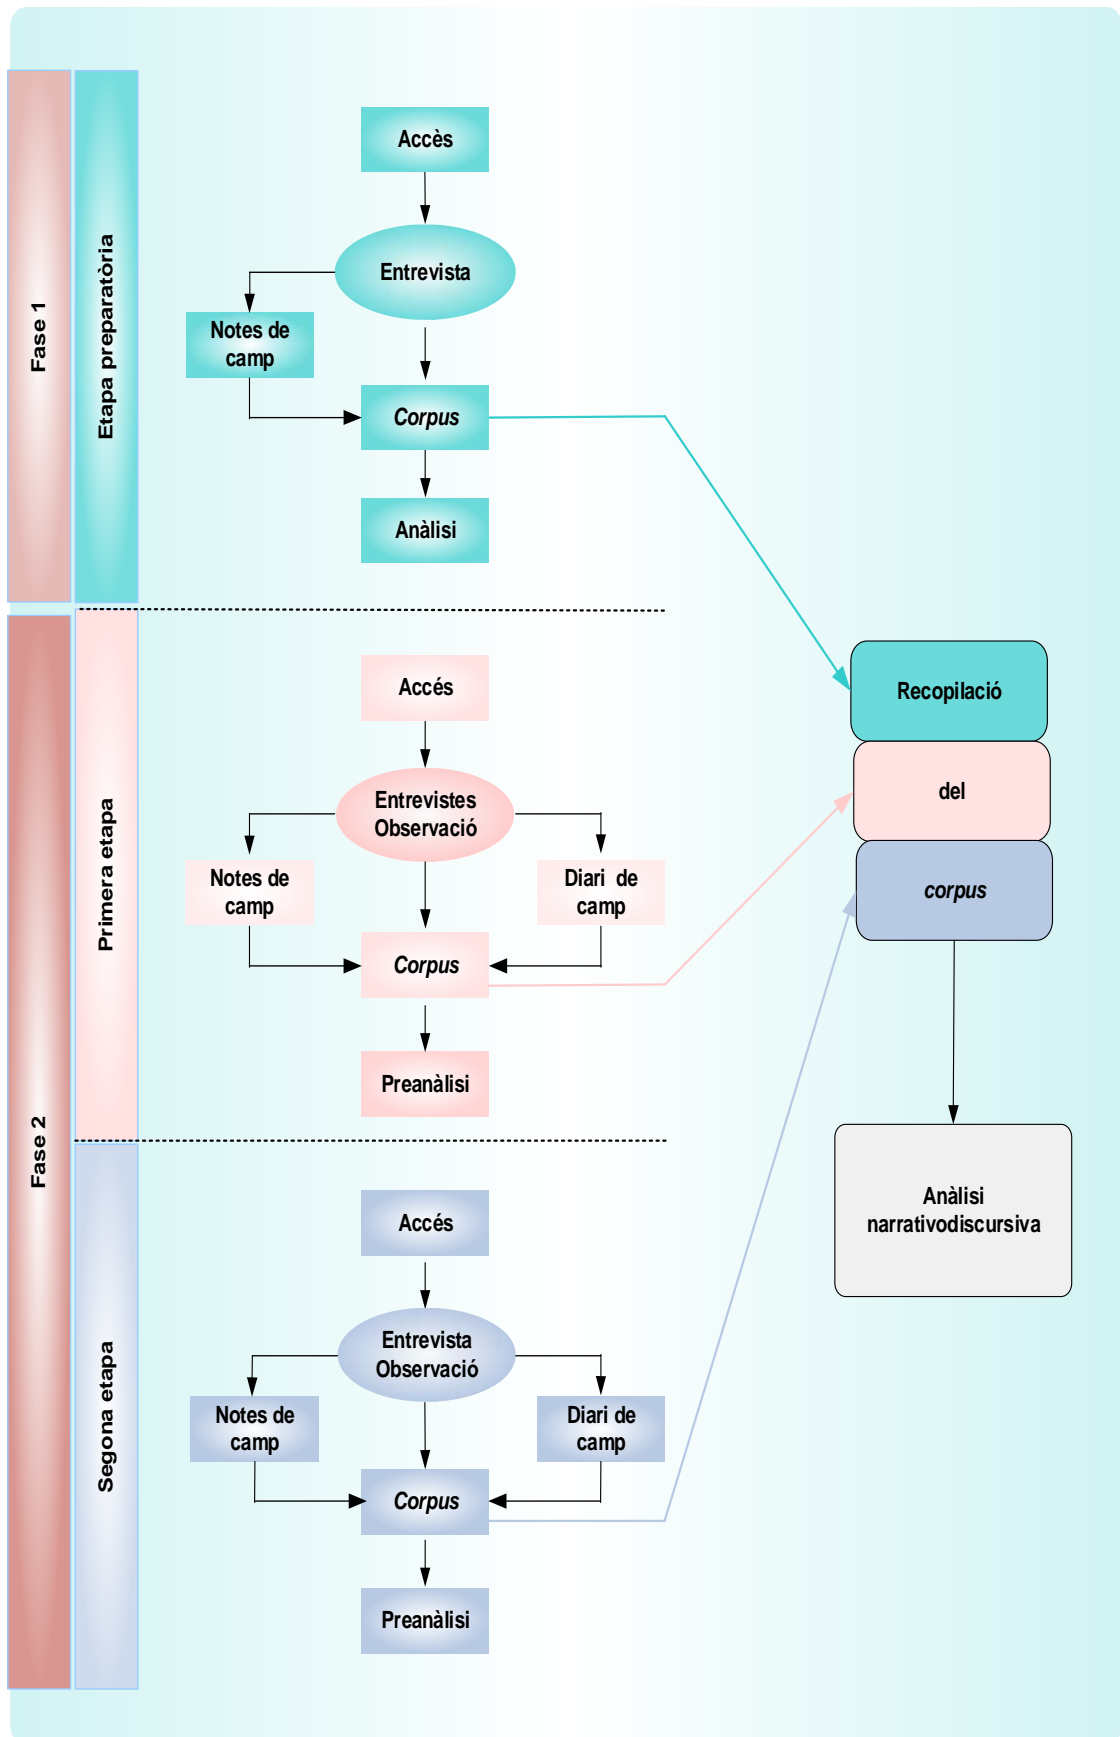 Fase 1
Etapa preparatòria
Accès
Entrevista
Notes de
camp
Corpus
Anàlisi
Fase 2
Primera etapa
Accés
Entrevistes
Observació
Notes de
camp
Diari de
camp
Corpus
Preanàlisi
Segona etapa
Accés
Entrevista
Observació
Notes de
camp
Diari de
camp
Corpus
Preanàlisi
Recopilació
del
corpus
Anàlisi
narrativodiscursiva